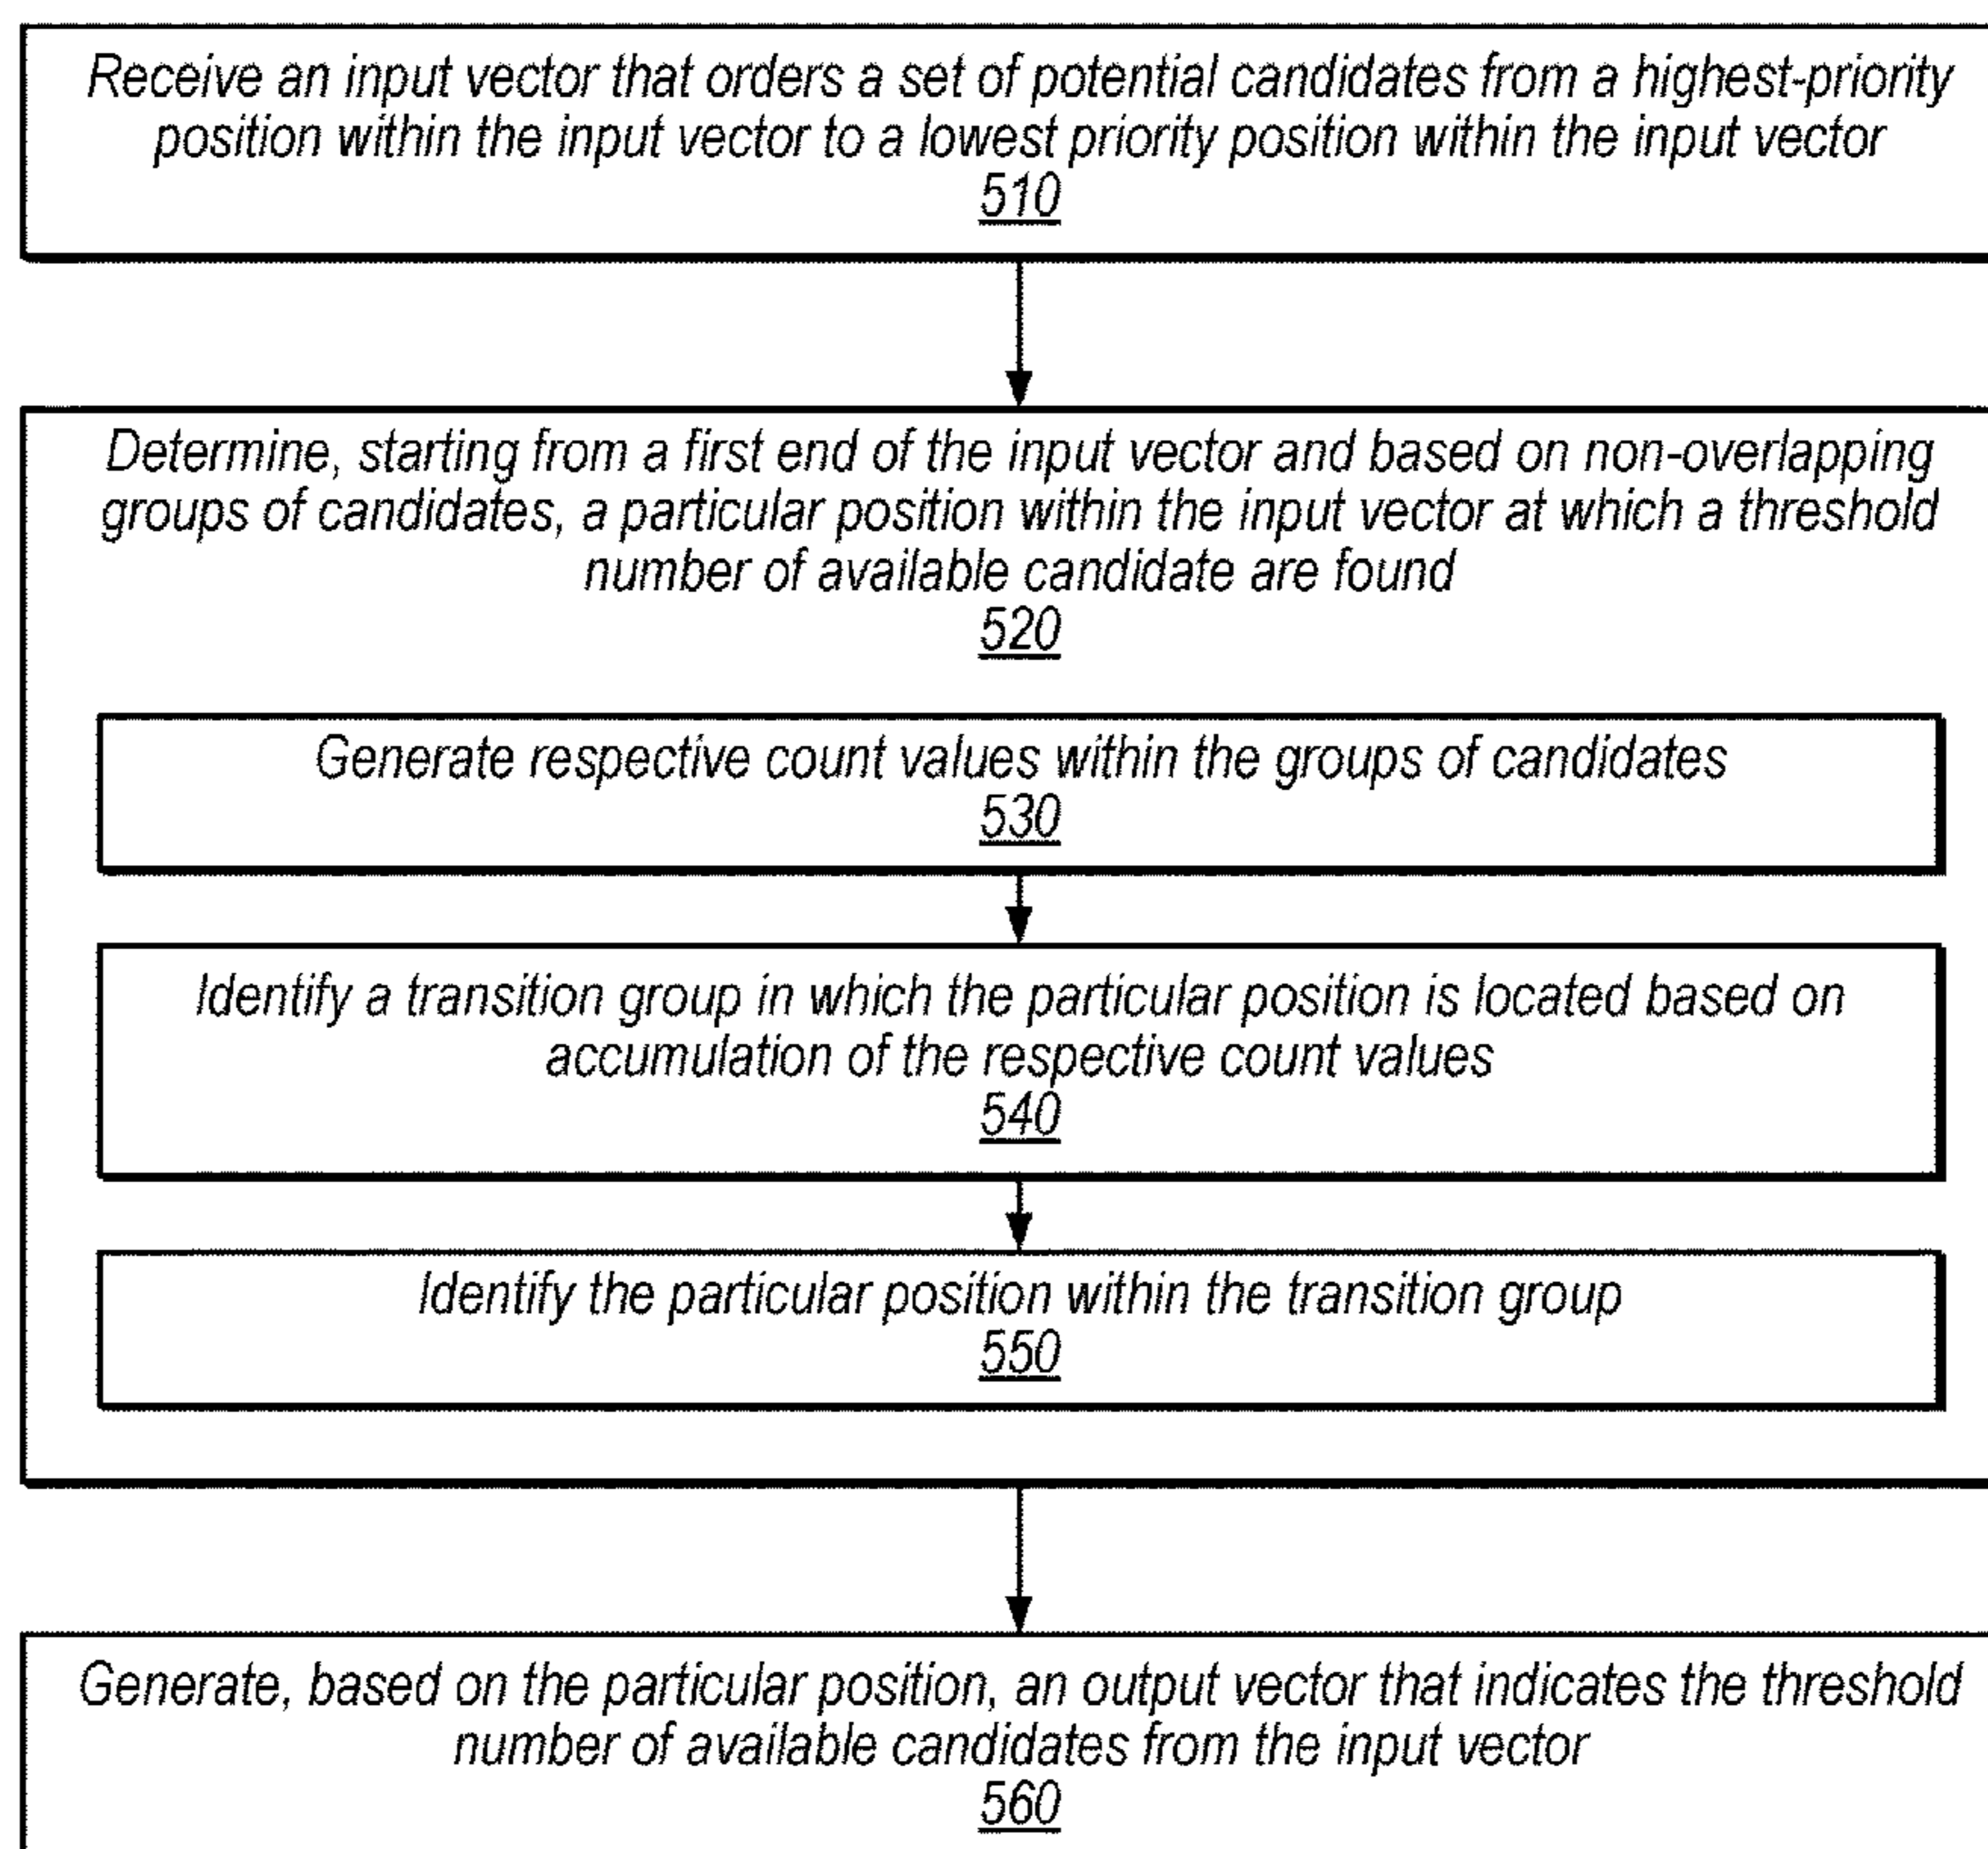 Receive an input vector that orders a set of potential candidates from a highest-priority
position within the input vector to a lowest priority position within the input vector
510
Determine, starting from a first end of the input vector and based on non-overlapping
groups of candidates, a particular position within the input vector at which a threshold
number of available candidate are found
520
Generate respective count values within the groups of candidates
530
Identify a transition group in which the particular position is located based on
accumulation of the respective count values
540
Identify the particular position within the transition group
550
Generate, based on the particular position, an output vector that indicates the threshold
number of available candidates from the input vector
560